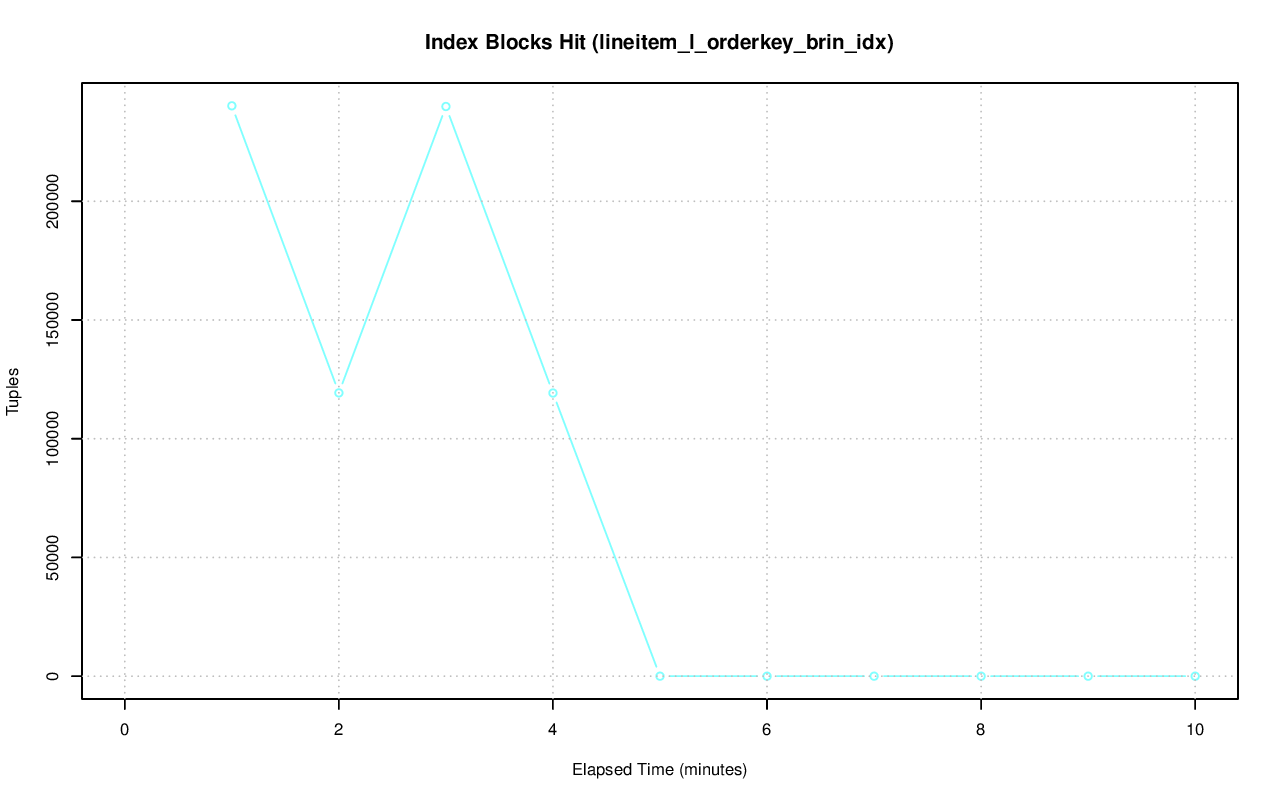 Index Blocks Hit (lineitem_l_orderkey_brin_idx)
Tuples
200000
150000
100000
50000
0
0 2 4 6 8 10
Elapsed Time (minutes)